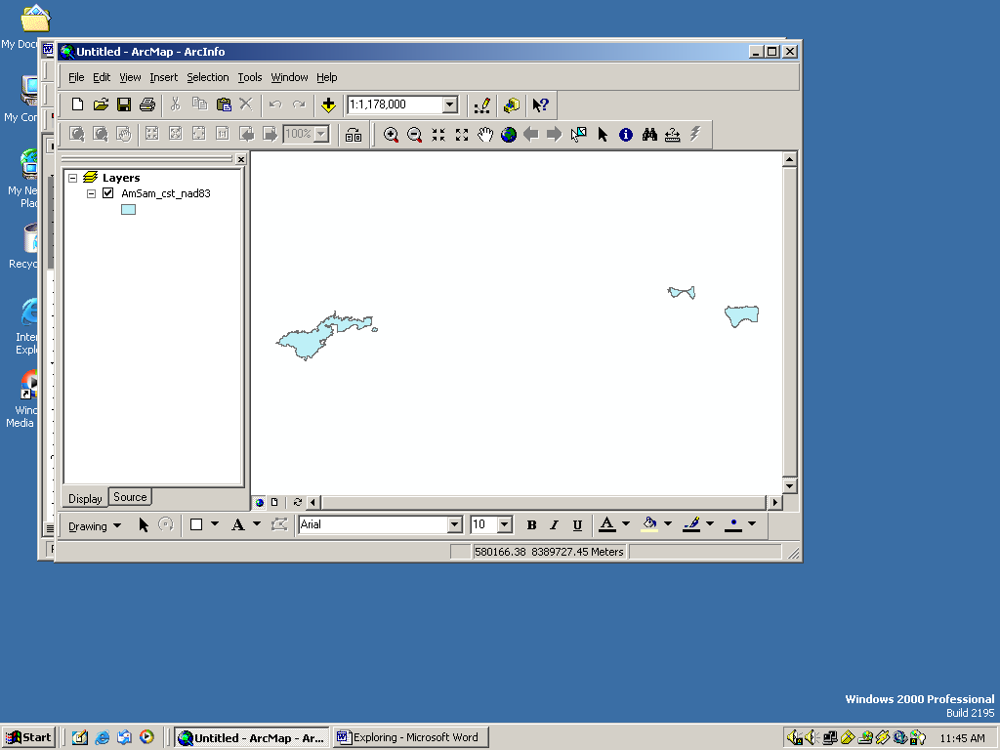 My Docu
My Con
My Ne
Plac
Recyc
Inter
Explo
Wind
Media
Untitled - ArcMap - ArcInfo
File Edit View Insert Selection Tools Window Help
1:1,178,000
100%
Layers
AmSam_cst_nad83
Display Source
Drawing A Arial 10 B I U A
580166.38 8389727.45 Meters
Windows 2000 Professional
Build 2195
Start Untitled - ArcMap - Ar... Exploring - Microsoft Word 11:45 AM